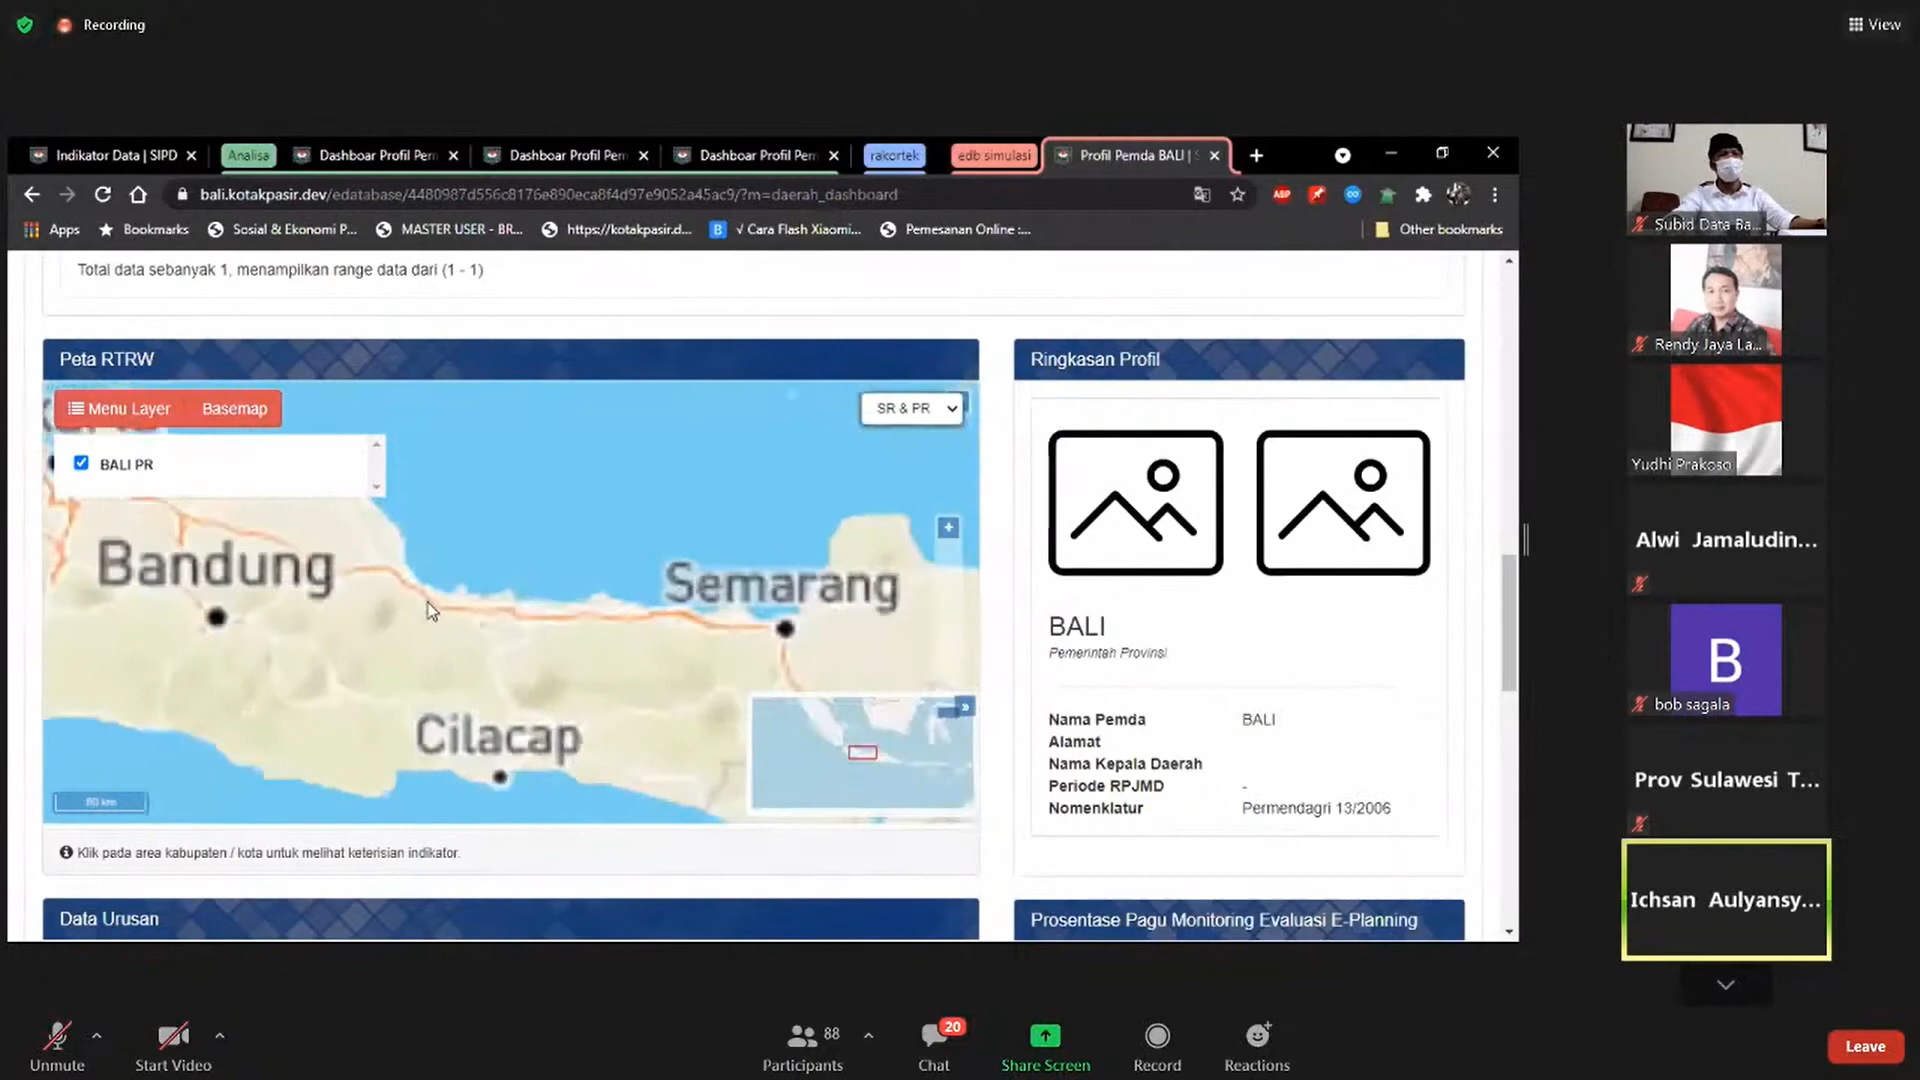 Recording
View
Indikator Data | SIPD
Analisa
Dashboar Profil Pem
Dashboar Profil Pem
Dashboar Profil Pem
rakortek
edb simulasi
Profil Pemda BALI | S
bali.kotakpasir.dev/edatabase/4480987d556c8176e890eca8f4d97e9052a45ac9/?m=daerah_dashboard
ABP
Apps
Bookmarks
Sosial & Ekonomi P...
MASTER USER - BR...
https://kotakpasir.d...
B
√ Cara Flash Xiaomi...
Pemesanan Online :...
Other bookmarks
Total data sebanyak 1, menampilkan range data dari (1 - 1)
Peta RTRW
Menu Layer
Basemap
SR & PR
BALI PR
+
Bandung
Semarang
Cilacap
»
80 km
Klik pada area kabupaten / kota untuk melihat keterisian indikator.
Ringkasan Profil
BALI
Pemerintah Provinsi
Nama Pemda BALI
Alamat
Nama Kepala Daerah
Periode RPJMD -
Nomenklatur Permendagri 13/2006
Data Urusan
Prosentase Pagu Monitoring Evaluasi E-Planning
Subid Data Ba...
Rendy Jaya La...
Yudhi Prakoso
Alwi Jamaludin...
B
bob sagala
Prov Sulawesi T...
Ichsan Aulyansy...
Unmute
Start Video
88
Participants
20
Chat
Share Screen
Record
Reactions
Leave